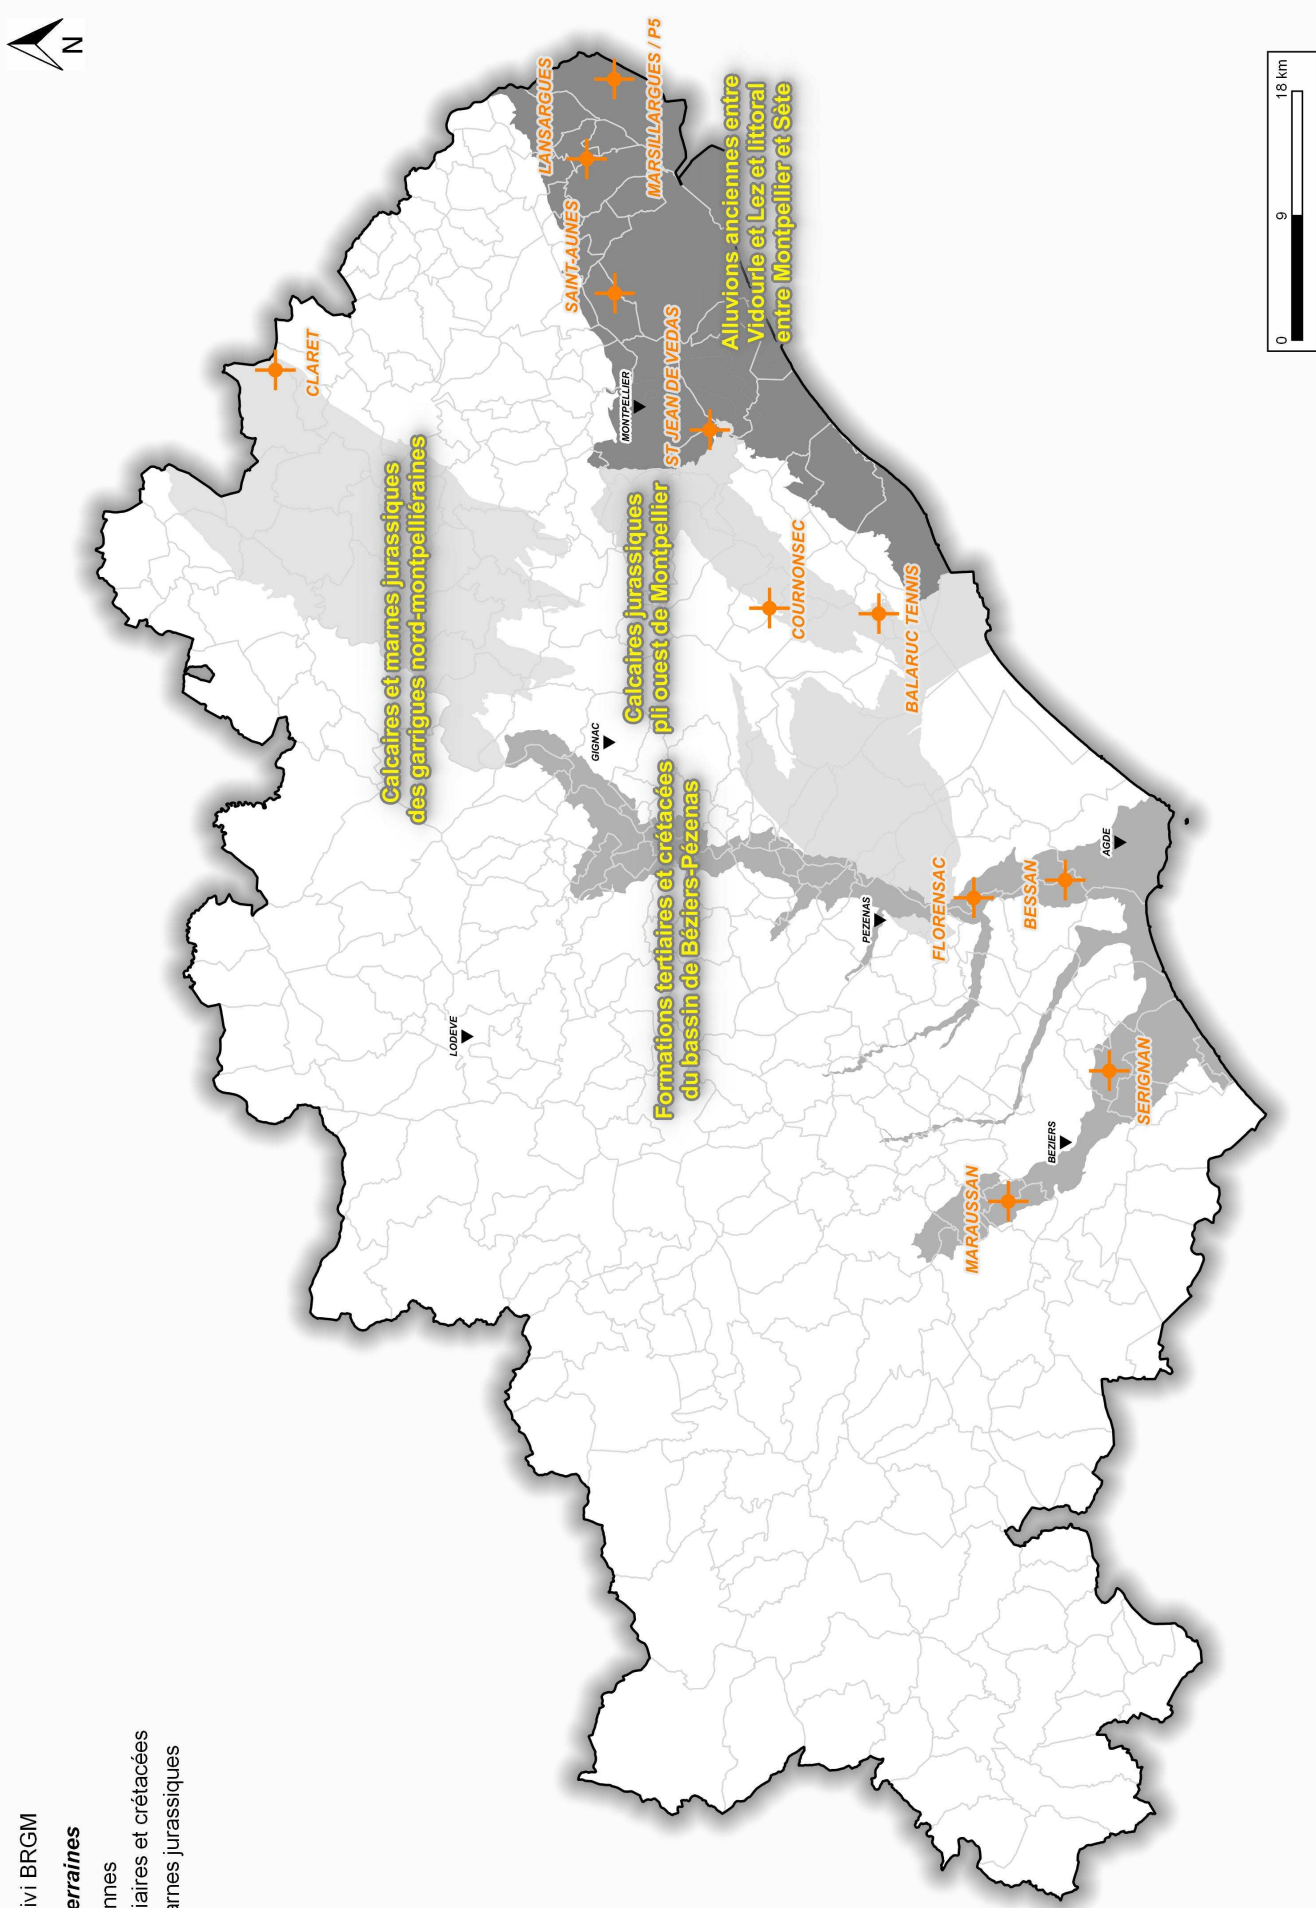 N
CLARET
LANSARGUES
MARSILLARGUES / P5
SAINT-AUNES
ST JEAN DE VEDAS
MONTPELLIER
Alluvions anciennes entre
Vidourle et Lez et littoral
entre Montpellier et Sète
Calcaires et marnes jurassiques
des garrigues nord-montpelliéraines
Calcaires jurassiques
pli ouest de Montpellier
COURNONSEC
BALARUC TENNIS
GIGNAC
Formations tertiaires et crétacées
du bassin de Béziers-Pézenas
LODEVE
PEZENAS
FLORENSAC
BESSAN
AGDE
SERIGNAN
BEZIERS
MARAUSSAN
ivi BRGM
erraines
nnes
iaires et crétacées
arnes jurassiques
0 9 18 km